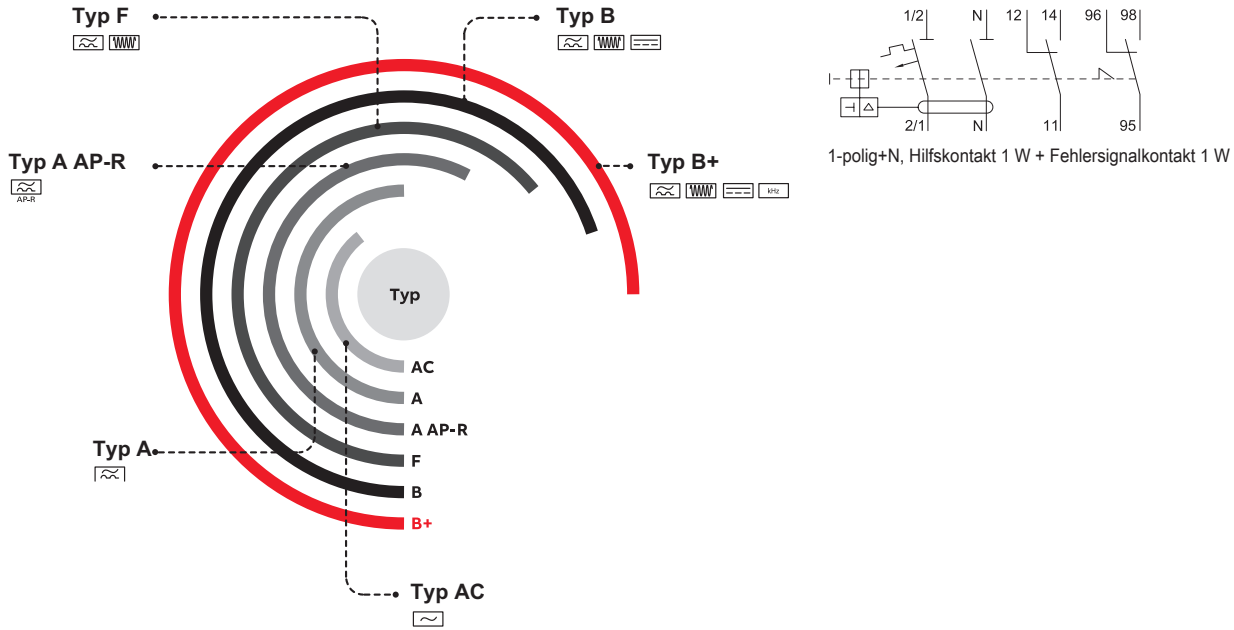 Typ F
Typ B
Typ A AP-R
AP-R
Typ B+
kHz
Typ
AC
A
A AP-R
F
B
B+
Typ A
Typ AC
1/2 N 12 14 96 98
2/1 N 11 95
1-polig+N, Hilfskontakt 1 W + Fehlersignalkontakt 1 W